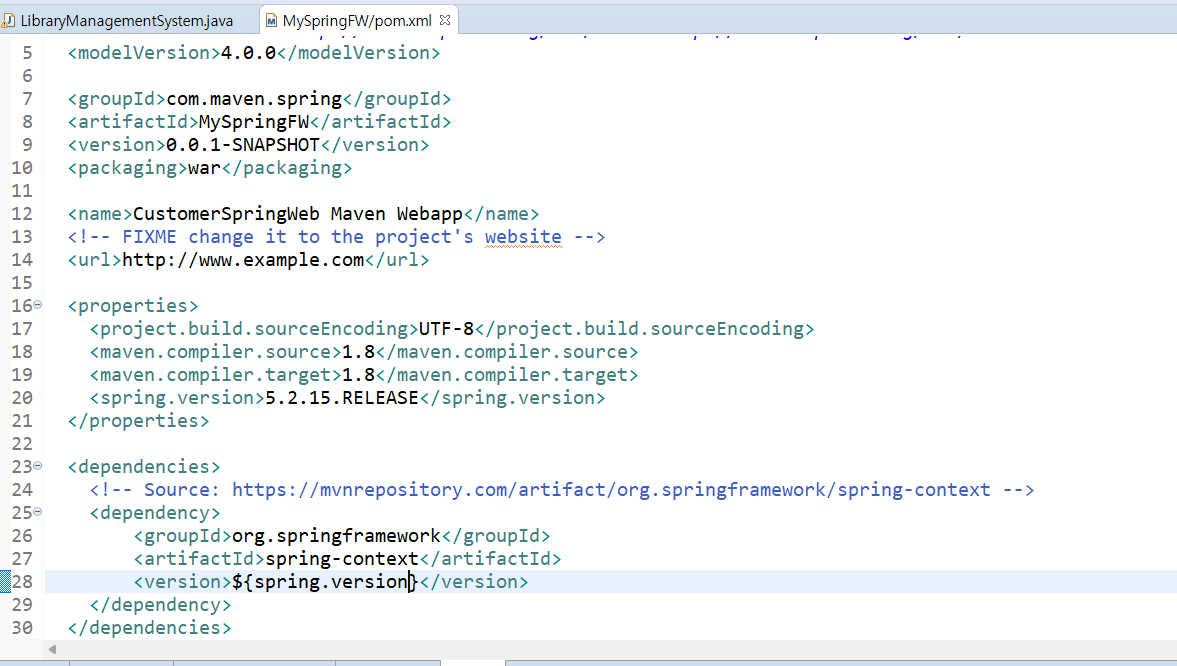 LibraryManagementSystem.java
MySpringFW/pom.xml
5 <modelVersion>4.0.0</modelVersion>
6
7 <groupId>com.maven.spring</groupId>
8 <artifactId>MySpringFW</artifactId>
9 <version>0.0.1-SNAPSHOT</version>
10 <packaging>war</packaging>
11
12 <name>CustomerSpringWeb Maven Webapp</name>
13 <!-- FIXME change it to the project's website -->
14 <url>http://www.example.com</url>
15
16 <properties>
17 <project.build.sourceEncoding>UTF-8</project.build.sourceEncoding>
18 <maven.compiler.source>1.8</maven.compiler.source>
19 <maven.compiler.target>1.8</maven.compiler.target>
20 <spring.version>5.2.15.RELEASE</spring.version>
21 </properties>
22
23 <dependencies>
24 <!-- Source: https://mvnrepository.com/artifact/org.springframework/spring-context -->
25 <dependency>
26 <groupId>org.springframework</groupId>
27 <artifactId>spring-context</artifactId>
28 <version>${spring.version}</version>
29 </dependency>
30 </dependencies>